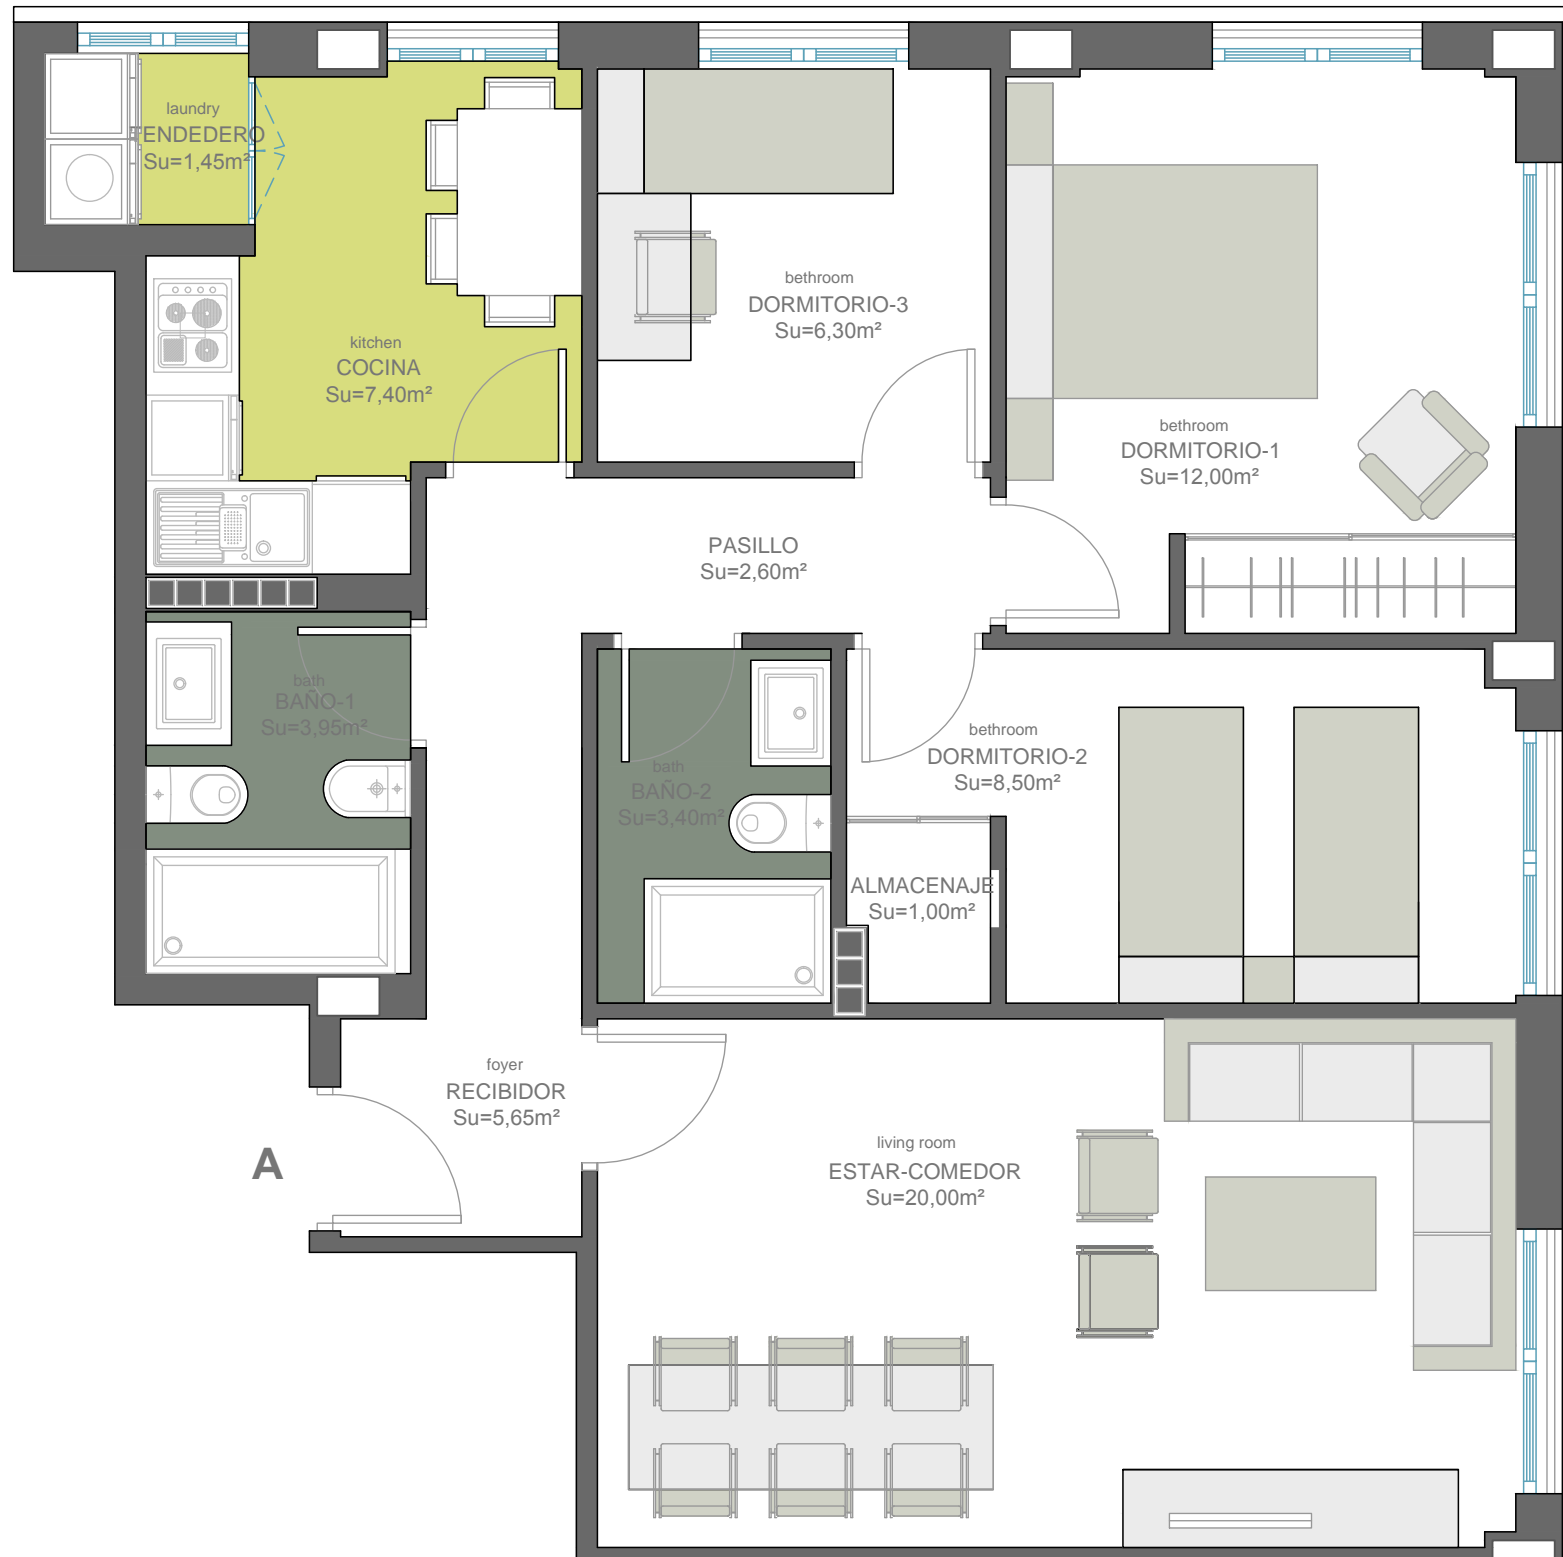 laundry
TENDEDERO
Su=1,45m²
kitchen
COCINA
Su=7,40m²
bethroom
DORMITORIO-3
Su=6,30m²
bethroom
DORMITORIO-1
Su=12,00m²
PASILLO
Su=2,60m²
bath
BAÑO-1
Su=3,95m²
bath
BAÑO-2
Su=3,40m²
bethroom
DORMITORIO-2
Su=8,50m²
ALMACENAJE
Su=1,00m²
foyer
RECIBIDOR
Su=5,65m²
A
living room
ESTAR-COMEDOR
Su=20,00m²